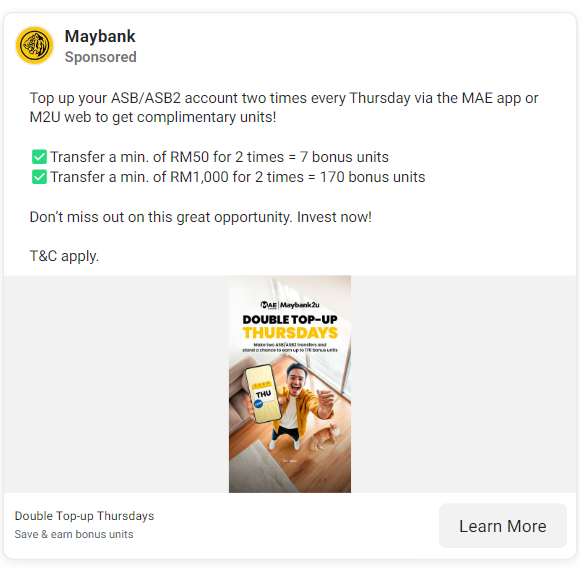 Maybank
Sponsored
Top up your ASB/ASB2 account two times every Thursday via the MAE app or
M2U web to get complimentary units!
✅ Transfer a min. of RM50 for 2 times = 7 bonus units
✅ Transfer a min. of RM1,000 for 2 times = 170 bonus units
Don't miss out on this great opportunity. Invest now!
T&C apply.
MAE | Maybank2u
DOUBLE TOP-UP
THURSDAYS
Make two ASB/ASB2 transfers and
stand a chance to earn up to 170 bonus units
THU
Double Top-up Thursdays
Save & earn bonus units
Learn More